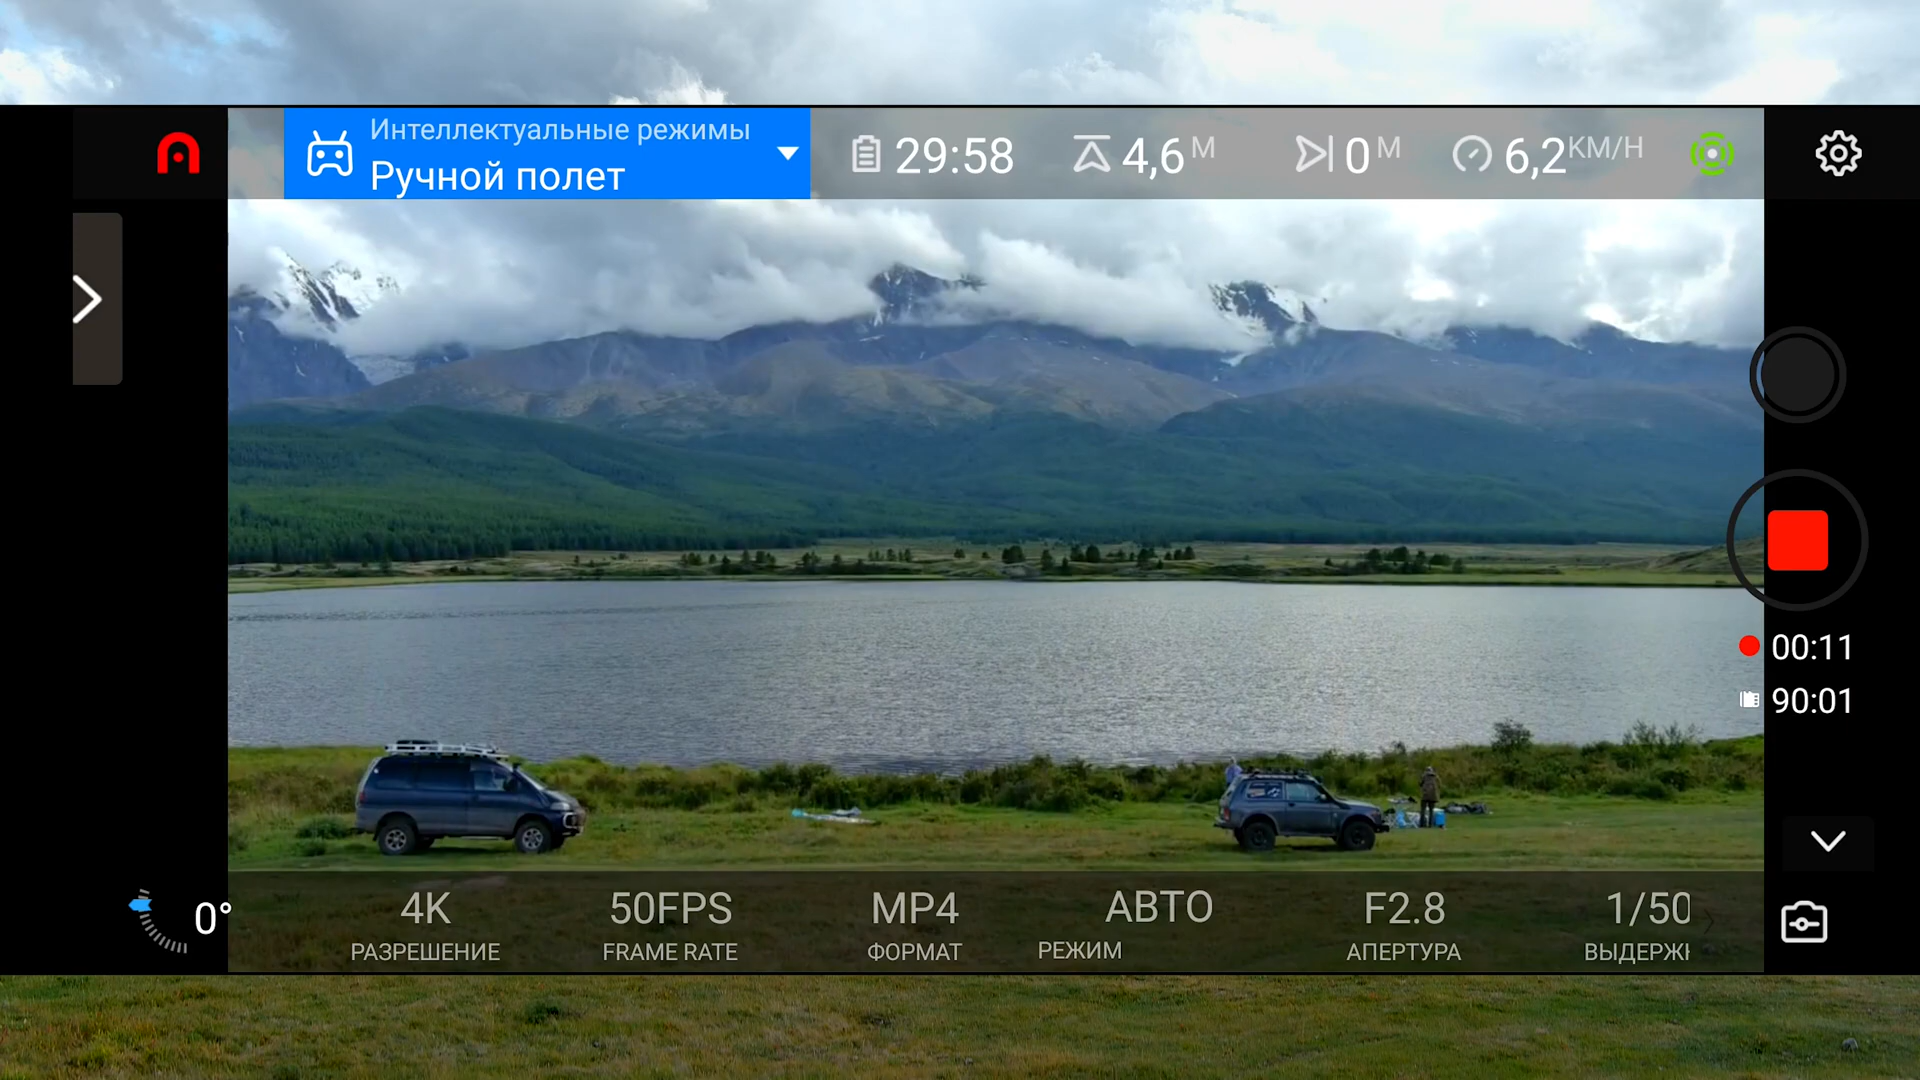 Интеллектуальные режимы
Ручной полет
29:58
4,6 M
0 M
6,2 KM/H
00:11
90:01
0°
4K
РАЗРЕШЕНИЕ
50FPS
FRAME RATE
MP4
ФОРМАТ
АВТО
РЕЖИМ
F2.8
АПЕРТУРА
1/50
ВЫДЕРЖ